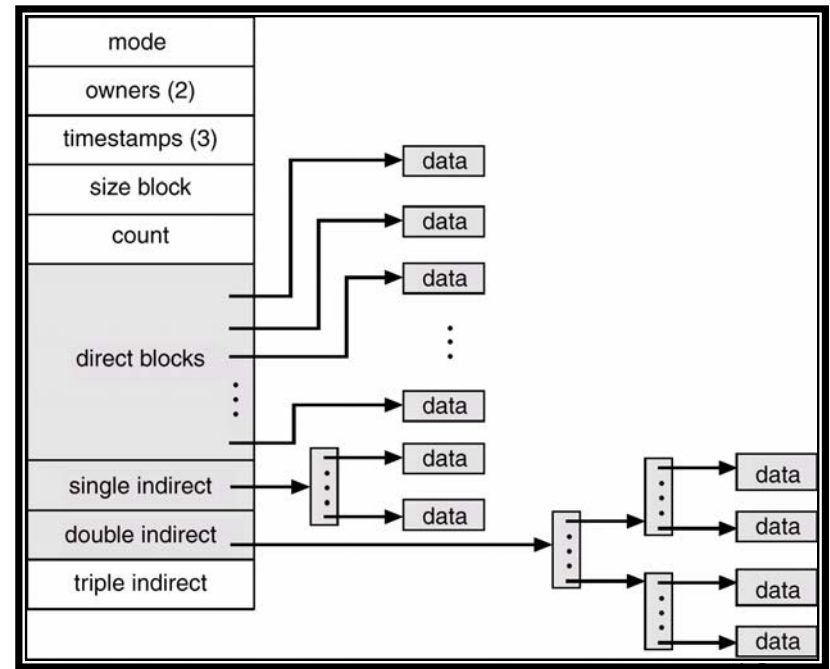 mode
owners (2)
timestamps (3)
size block
count
direct blocks
single indirect
double indirect
triple indirect
data
data
data
data
data
data
data
data
data
data